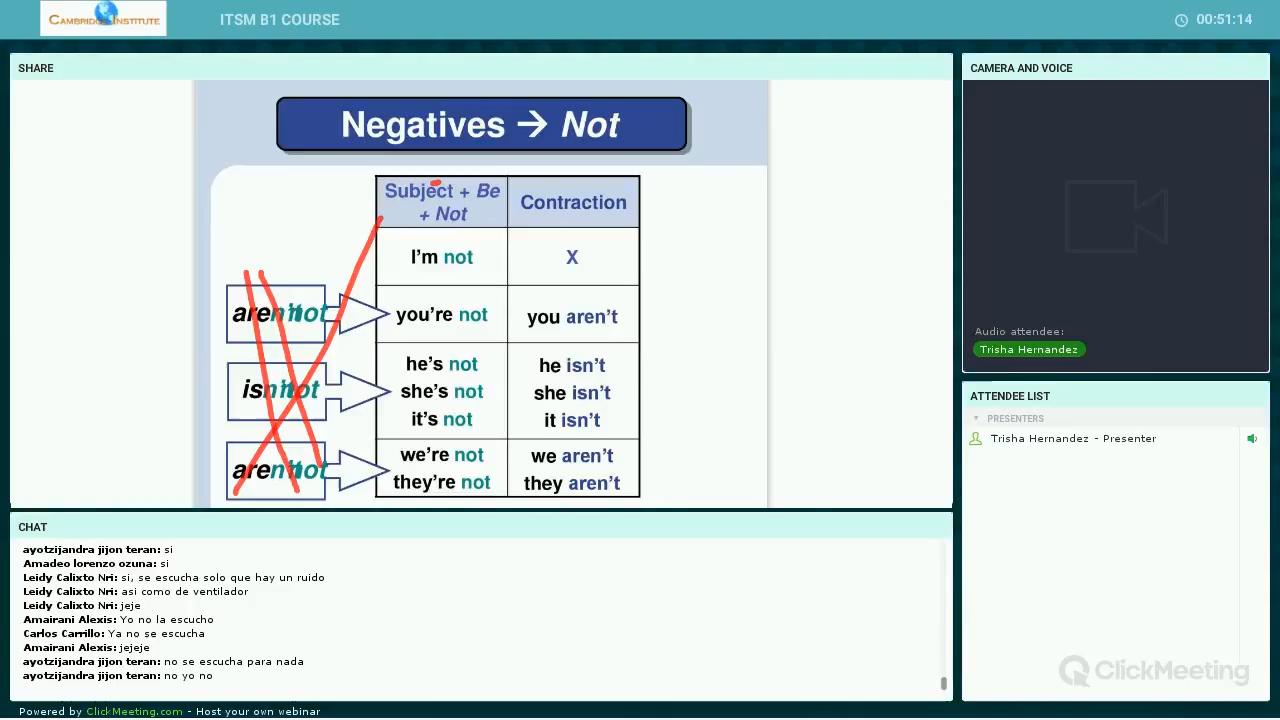 CAMBRIDGE INSTITUTE
ITSM B1 COURSE
00:51:14
SHARE
Negatives → Not
Subject + Be
+ Not
Contraction
I'm not
X
you're not
you aren't
he's not
he isn't
she's not
she isn't
it's not
it isn't
we're not
we aren't
they're not
they aren't
CAMERA AND VOICE
Audio attendee:
Trisha Hernandez
ATTENDEE LIST
PRESENTERS
Trisha Hernandez - Presenter
CHAT
ayotzijandra jijon teran: si
Amadeo lorenzo ozuna: si
Leidy Calixto Nri: si, se escucha solo que hay un ruido
Leidy Calixto Nri: asi como de ventilador
Leidy Calixto Nri: jeje
Amairani Alexis: Yo no la escucho
Carlos Carrillo: Ya no se escucha
Amairani Alexis: jejeje
ayotzijandra jijon teran: no se escucha para nada
ayotzijandra jijon teran: no yo no
ClickMeeting
Powered by ClickMeeting.com - Host your own webinar